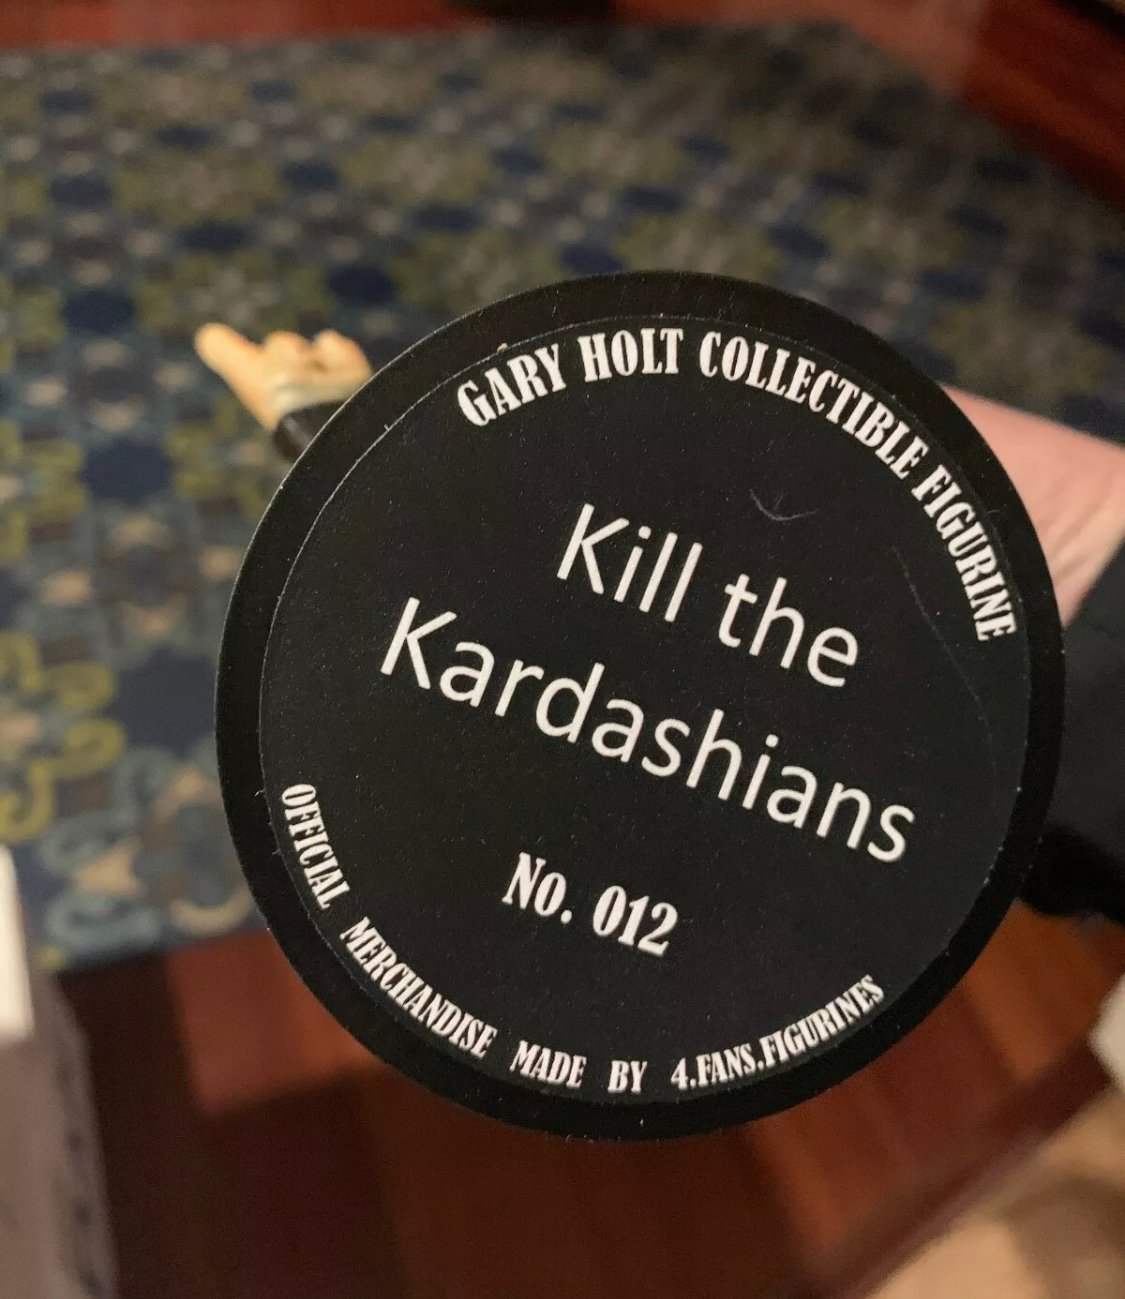 GARY HOLT COLLECTIBLE FIGURINE
Kill the
Kardashians
No. 012
OFFICIAL MERCHANDISE MADE BY 4.FANS.FIGURINES